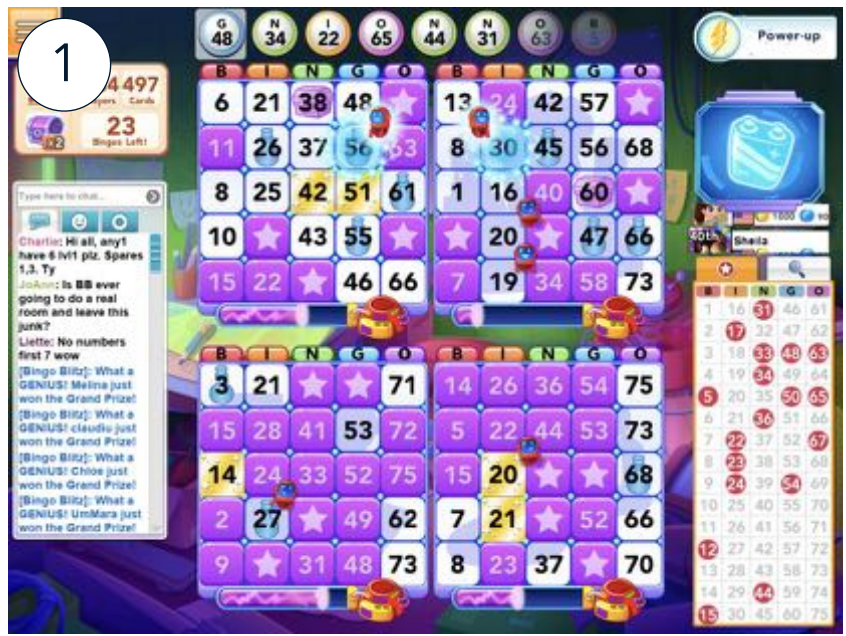 1
G N I O N N O B
48 34 22 65 44 31 63 5
Power-up
4 497
Cards
23
Bingos Left!
x2
Type here to chat...
Charlie: Hi all, any1
have 6 lvl1 plz. Spares
1,3. Ty
JoAnn: Is BB ever
going to do a real
room and leave this
junk?
Liette: No numbers
first 7 wow
[Bingo Blitz]: What a
GENIUS! Melina just
won the Grand Prize!
[Bingo Blitz]: What a
GENIUS! claudiu just
won the Grand Prize!
[Bingo Blitz]: What a
GENIUS! Chloe just
won the Grand Prize!
[Bingo Blitz]: What a
GENIUS! UmMara just
won the Grand Prize!
B I N G O
6 21 38 48
11 26 37 56 63
8 25 42 51 61
10 43 55
15 22 46 66
B I N G O
13 24 42 57
8 30 45 56 68
1 16 40 60
20 47 66
7 19 34 58 73
B I N G O
3 21 71
15 28 41 53 72
14 24 33 52 75
2 27 49 62
9 31 48 73
B I N G O
14 26 36 54 75
5 22 44 53 73
15 20 68
7 21 52 66
8 23 37 70
1000
40th
Sheila
B I N G O
1 16 31 46 61
2 17 32 47 62
3 18 33 48 63
4 19 34 49 64
5 20 35 50 65
6 21 36 51 66
7 22 37 52 67
8 23 38 53 68
9 24 39 54 69
10 25 40 55 70
11 26 41 56 71
12 27 42 57 72
13 28 43 58 73
14 29 44 59 74
15 30 45 60 75